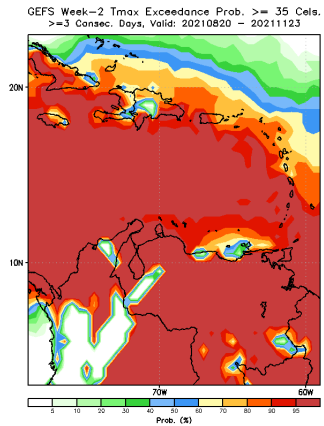 GEFS Week-2 Tmax Exceedance Prob. >= 35 Cels.
>=3 Consec. Days, Valid: 20210820 - 20211123
20N
10N
70W 60W
5 10 20 30 40 50 60 70 80 90 95
Prob. (%)